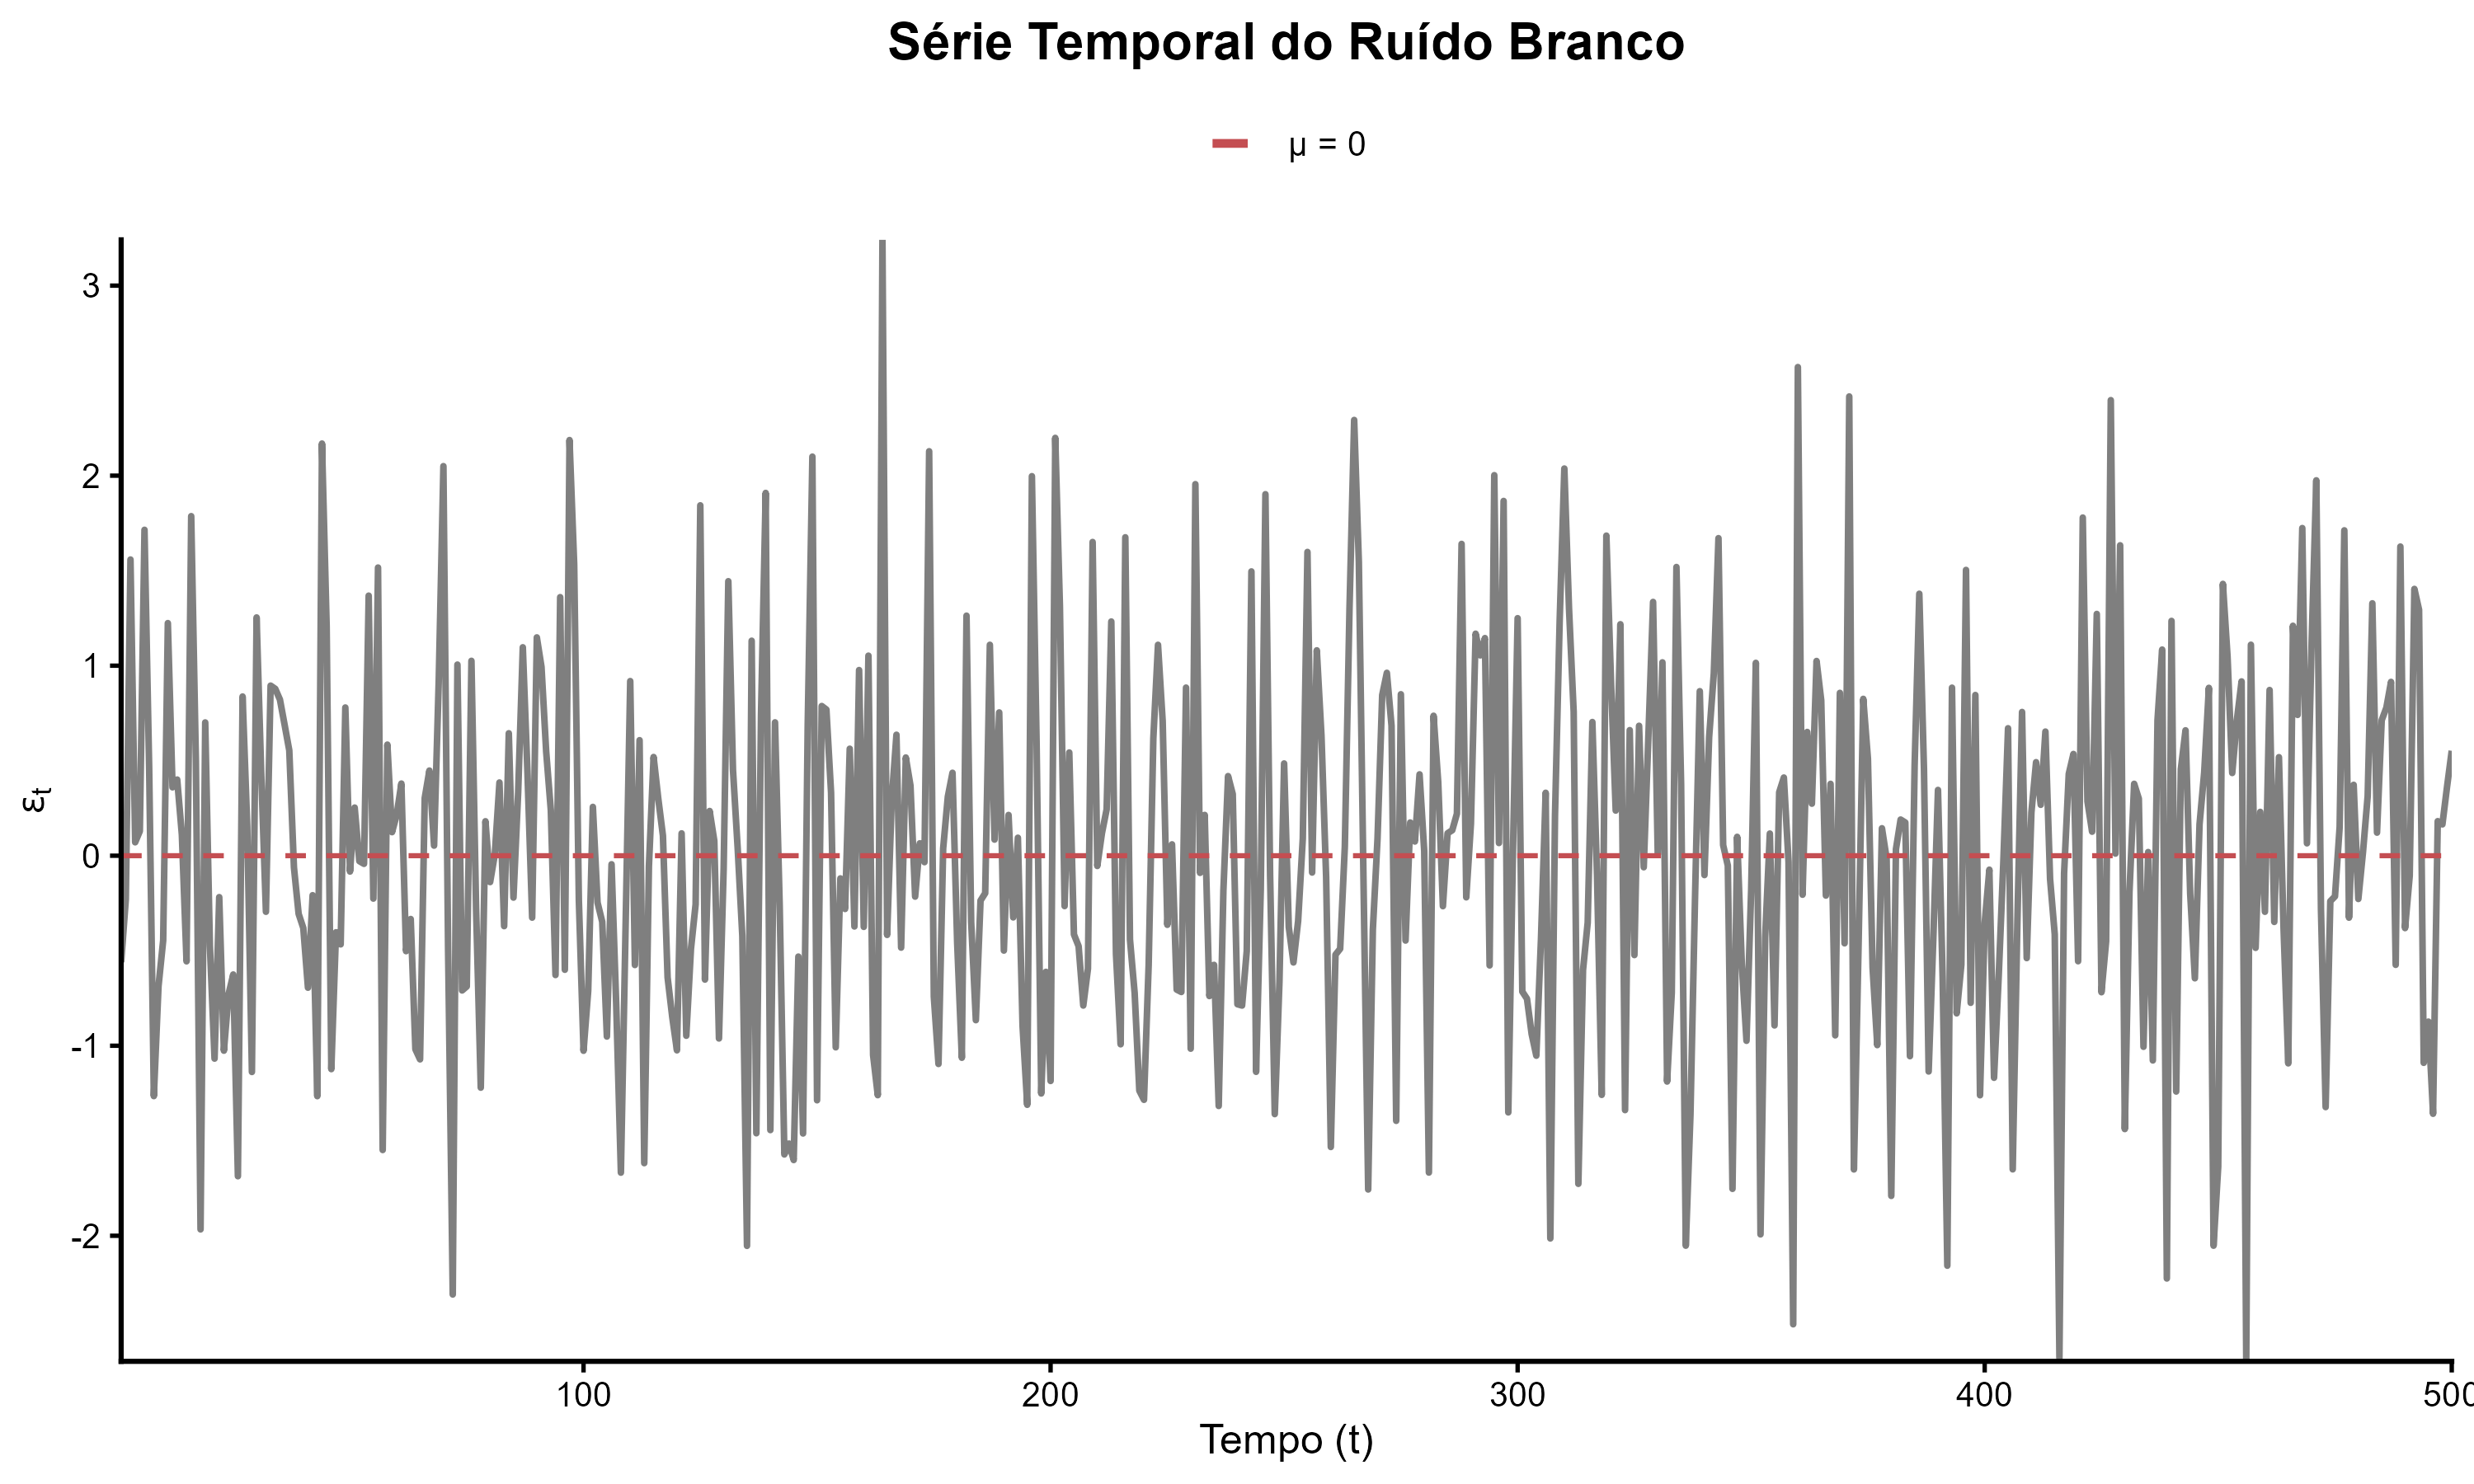 Série Temporal do Ruído Branco
μ = 0
3
2
1
0
-1
-2
εt
100
200
300
400
500
Tempo (t)